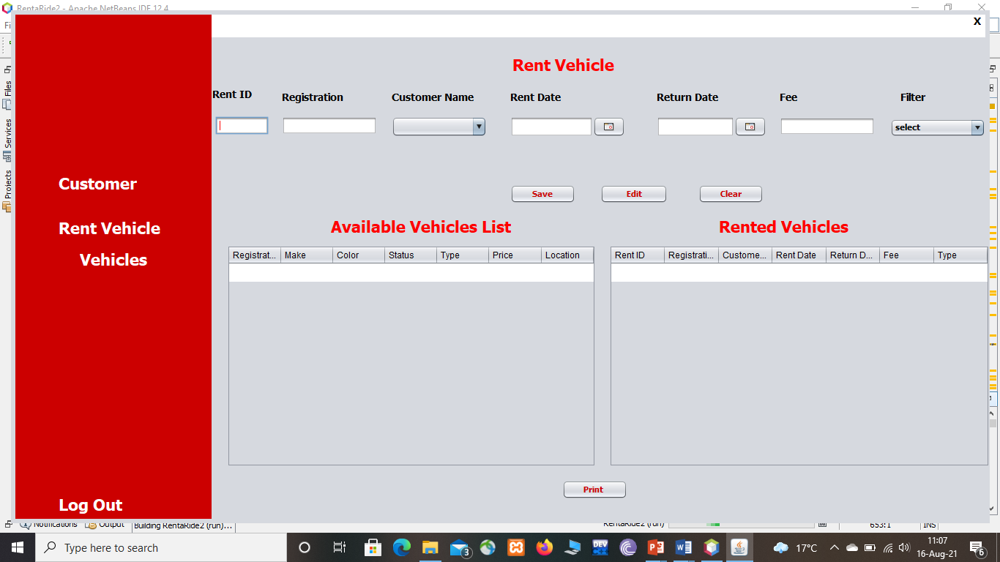 RentaRide2 - Apache NetBeans IDE 12.4
Fi
X
Rent Vehicle
Rent ID Registration Customer Name Rent Date Return Date Fee Filter
select
Files
Services
Projects
Customer
Rent Vehicle
Vehicles
Log Out
Save Edit Clear
Available Vehicles List Rented Vehicles
Registrat... Make Color Status Type Price Location
Rent ID Registrati... Custome... Rent Date Return D... Fee Type
Print
Notifications Output Building RentaRide2 (run)... RentaRide2 (run) 653:1 INS
Type here to search
3
DEV
17°C
11:07
16-Aug-21
6